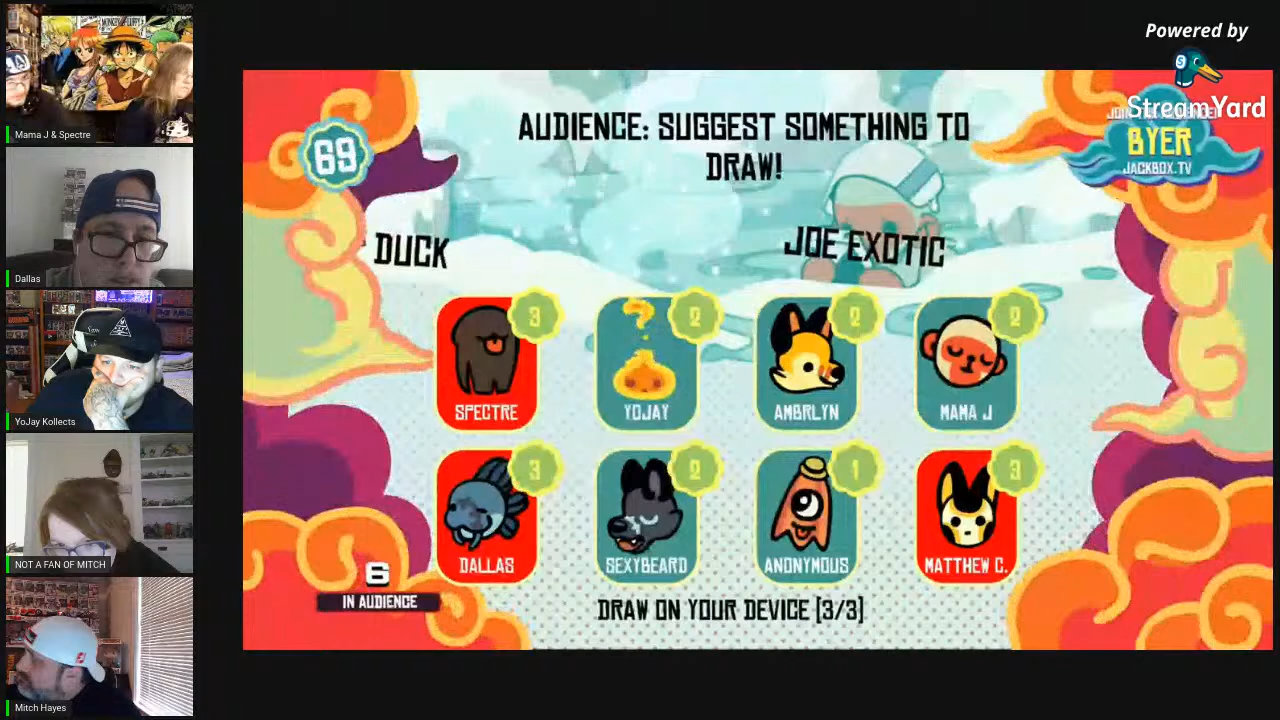 Powered by
StreamYard
Mama J & Spectre
Dallas
YoJay Kollects
NOT A FAN OF MITCH
Mitch Hayes
69
AUDIENCE: SUGGEST SOMETHING TO
DRAW!
BYER
JACKBOX.TV
DUCK
JOE EXOTIC
3
2
2
2
SPECTRE
YOJAY
AMBRLYN
MAMA J
3
2
1
3
DALLAS
SEXYBEARD
ANONYMOUS
MATTHEW C.
6
IN AUDIENCE
DRAW ON YOUR DEVICE (3/3)